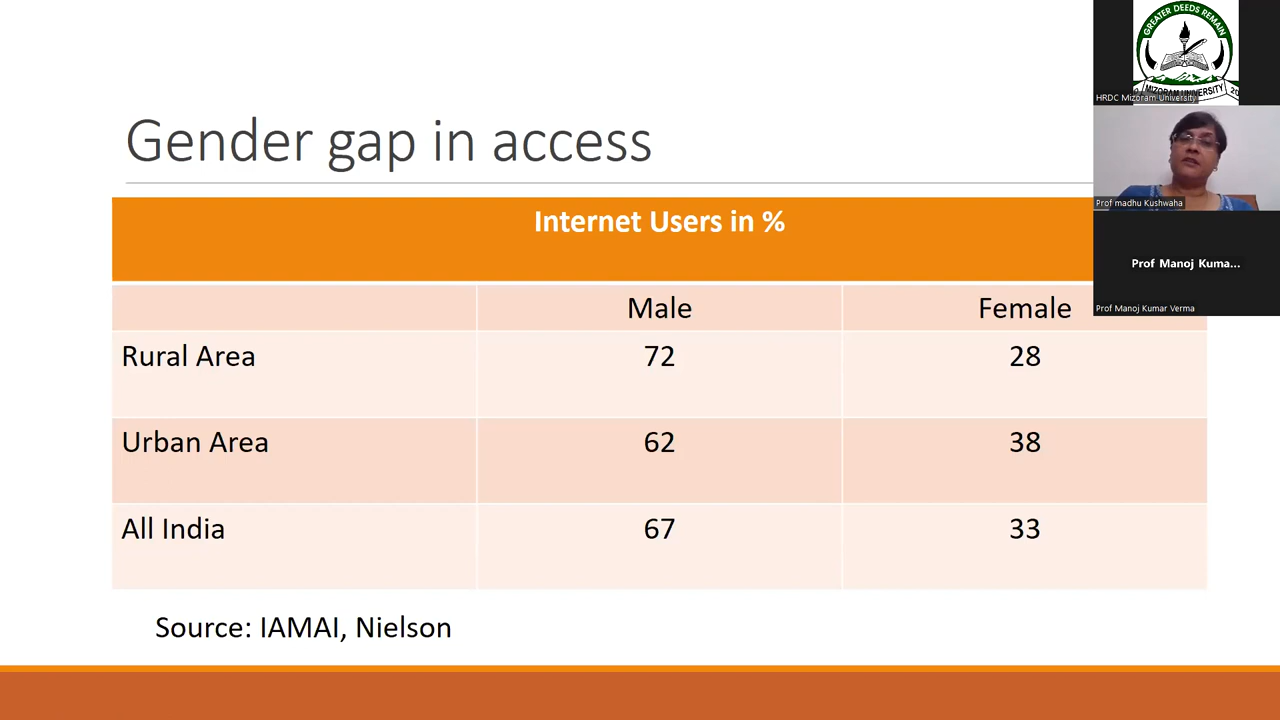 GREATER DEEDS REMAIN
MIZORAM UNIVERSITY
HRDC Mizoram University
Gender gap in access
Prof madhu Kushwaha
Internet Users in %
Prof Manoj Kuma...
Prof Manoj Kumar Verma
Male Female
Rural Area 72 28
Urban Area 62 38
All India 67 33
Source: IAMAI, Nielson